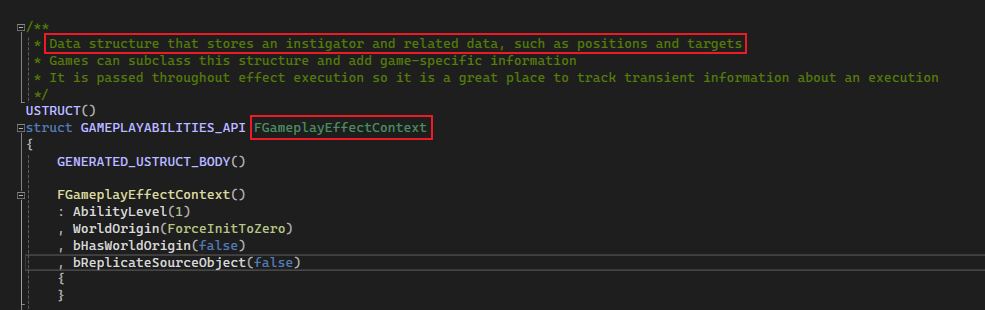 /**
* Data structure that stores an instigator and related data, such as positions and targets
* Games can subclass this structure and add game-specific information
* It is passed throughout effect execution so it is a great place to track transient information about an execution
*/
USTRUCT()
struct GAMEPLAYABILITIES_API FGameplayEffectContext
{
GENERATED_USTRUCT_BODY()
FGameplayEffectContext()
: AbilityLevel(1)
, WorldOrigin(ForceInitToZero)
, bHasWorldOrigin(false)
, bReplicateSourceObject(false)
{
}